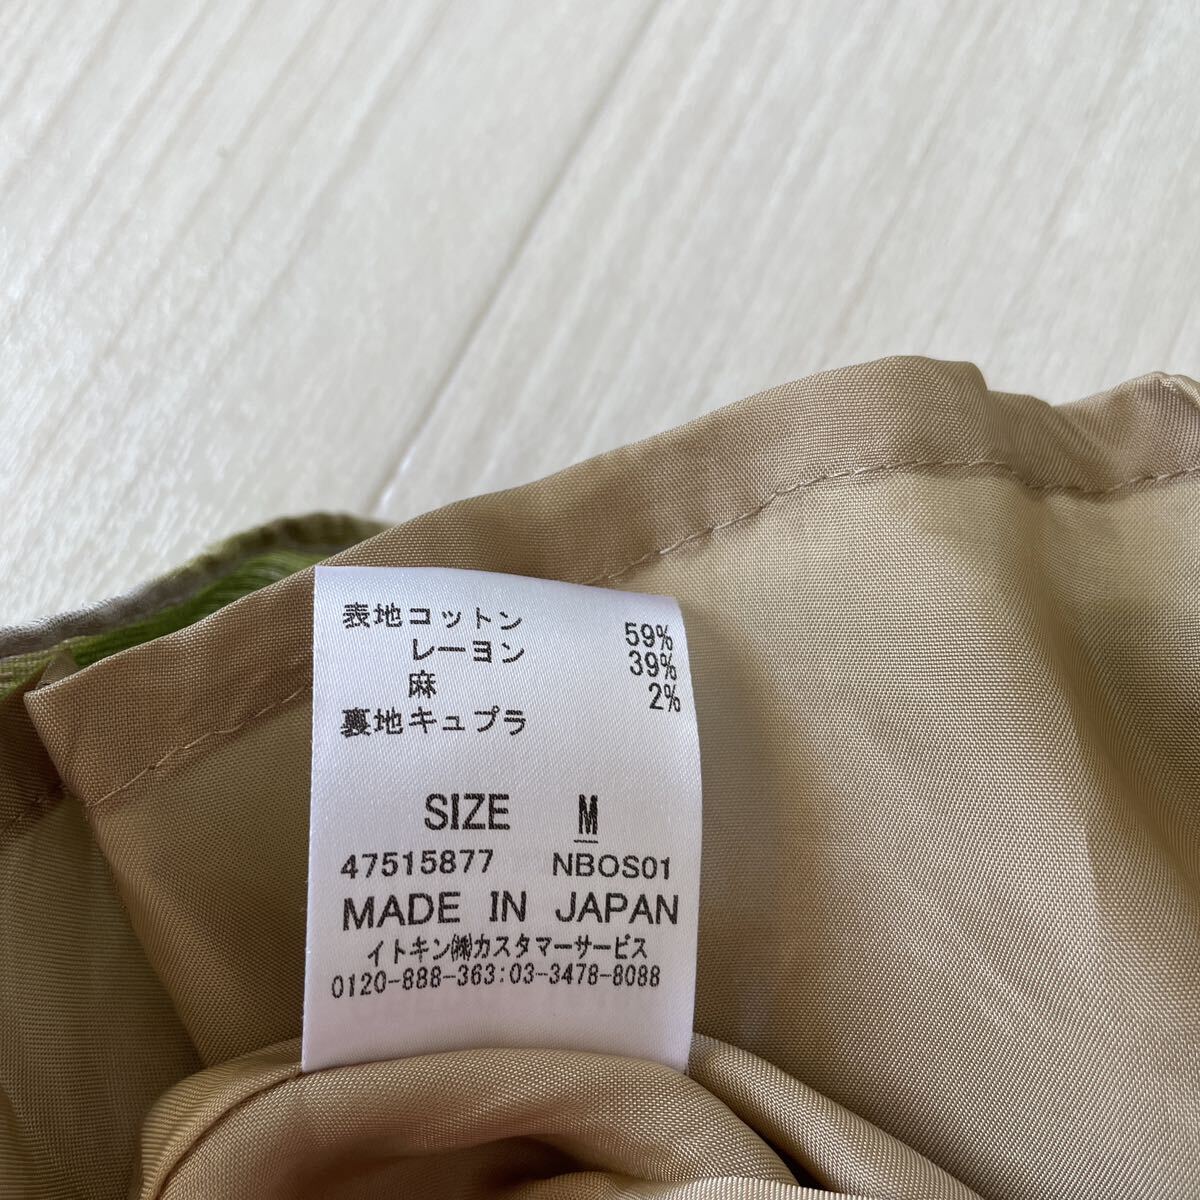 表地コットン 59%
レーヨン 39%
麻 2%
裏地キュプラ
SIZE M
47515877 NBOS01
MADE IN JAPAN
イトキン㈱カスタマーサービス
0120-888-363:03-3478-8088